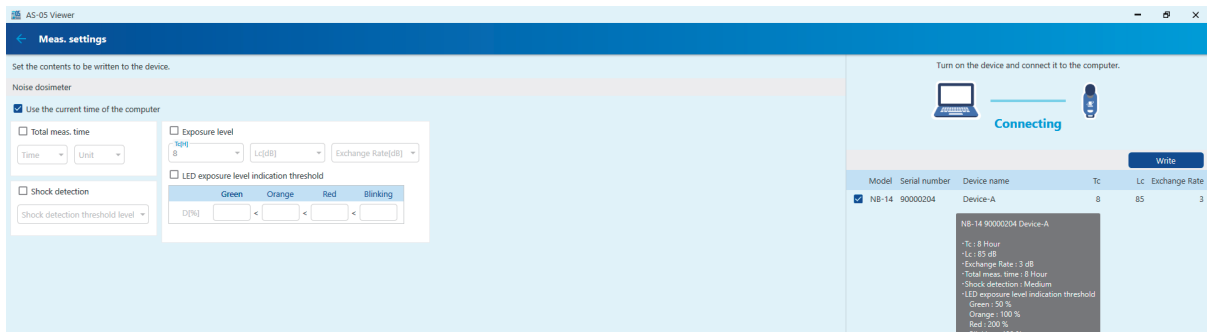 AS-05 Viewer
Meas. settings
Set the contents to be written to the device.
Noise dosimeter
Use the current time of the computer
Total meas. time
Time
Unit
Shock detection
Shock detection threshold level
Exposure level
Tc[H]
8
Lc[dB]
Exchange Rate[dB]
LED exposure level indication threshold
Green Orange Red Blinking
D[%] < < <
Turn on the device and connect it to the computer.
Connecting
Write
Model Serial number Device name Tc Lc Exchange Rate
NB-14 90000204 Device-A 8 85 3
NB-14 90000204 Device-A
・Tc : 8 Hour
・Lc : 85 dB
・Exchange Rate : 3 dB
・Total meas. time : 8 Hour
・Shock detection : Medium
・LED exposure level indication threshold
Green : 50 %
Orange : 100 %
Red : 200 %